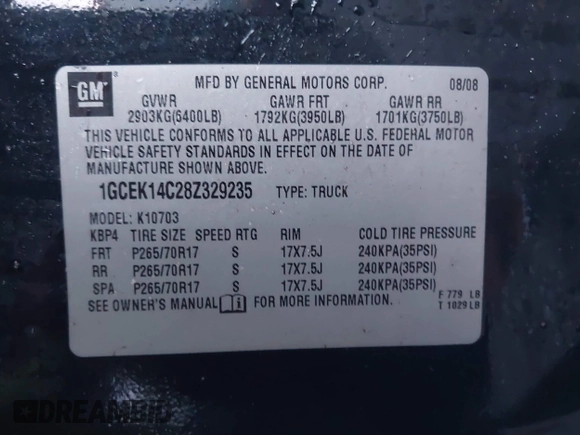 GM
MFD BY GENERAL MOTORS CORP. 08/08
GVWR GAWR FRT GAWR RR
2903KG(6400LB) 1792KG(3950LB) 1701KG(3750LB)
THIS VEHICLE CONFORMS TO ALL APPLICABLE U.S. FEDERAL MOTOR
VEHICLE SAFETY STANDARDS IN EFFECT ON THE DATE OF
MANUFACTURE SHOWN ABOVE.
1GCEK14C28Z329235 TYPE: TRUCK
MODEL: K10703
KBP4 TIRE SIZE SPEED RTG RIM COLD TIRE PRESSURE
FRT P265/70R17 S 17X7.5J 240KPA(35PSI)
RR P265/70R17 S 17X7.5J 240KPA(35PSI)
SPA P265/70R17 S 17X7.5J 240KPA(35PSI)
SEE OWNER'S MANUAL FOR MORE INFORMATION.
F 779 LB
T 1029 LB
DREAMBID